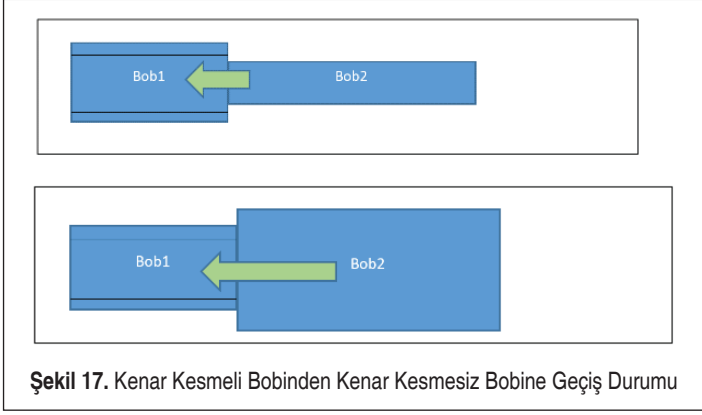 Bob1 Bob2
Bob1 Bob2
Şekil 17. Kenar Kesmeli Bobinden Kenar Kesmesiz Bobine Geçiş Durumu